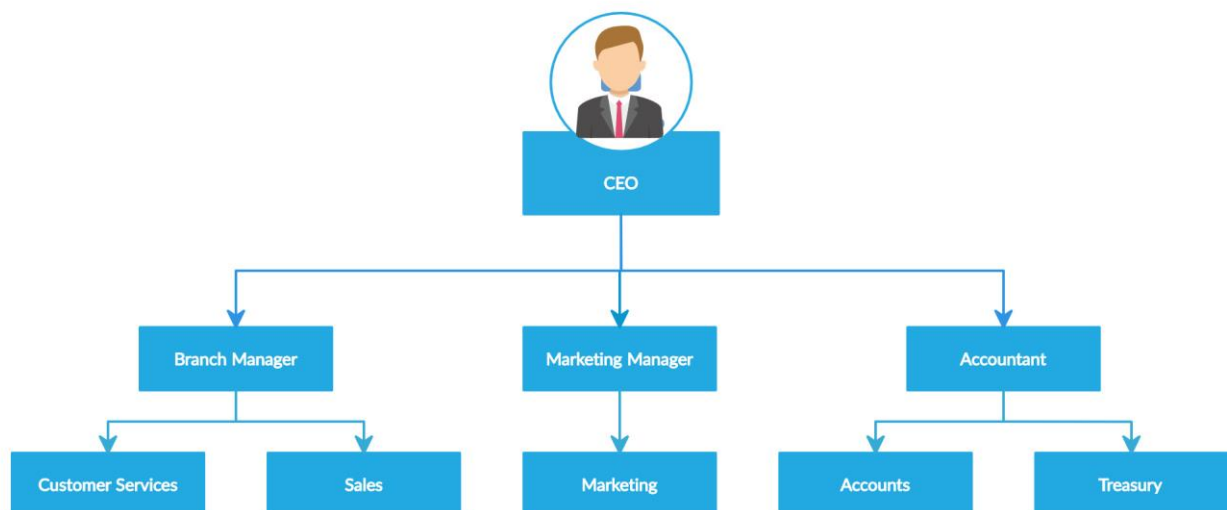 CEO
Branch Manager
Marketing Manager
Accountant
Customer Services
Sales
Marketing
Accounts
Treasury